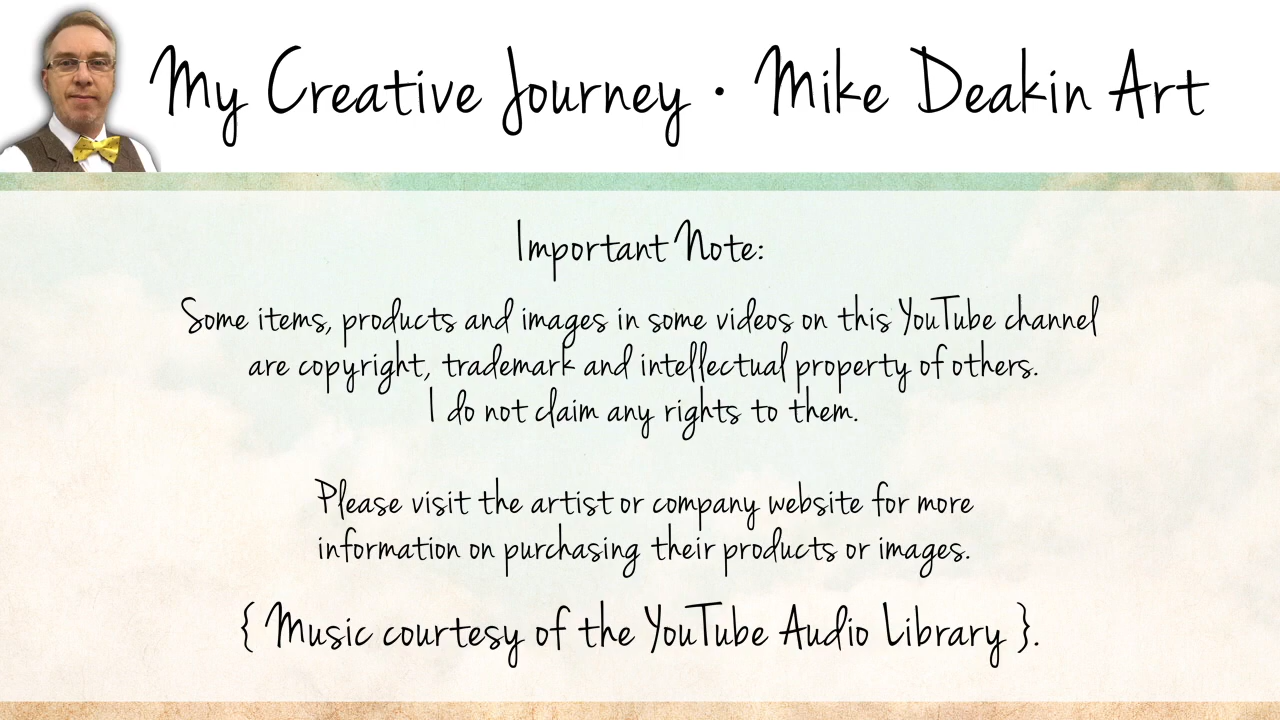 My Creative Journey • Mike Deakin Art
Important Note:
Some items, products and images in some videos on this YouTube channel
are copyright, trademark and intellectual property of others.
I do not claim any rights to them.
Please visit the artist or company website for more
information on purchasing their products or images.
{ Music courtesy of the YouTube Audio Library }.